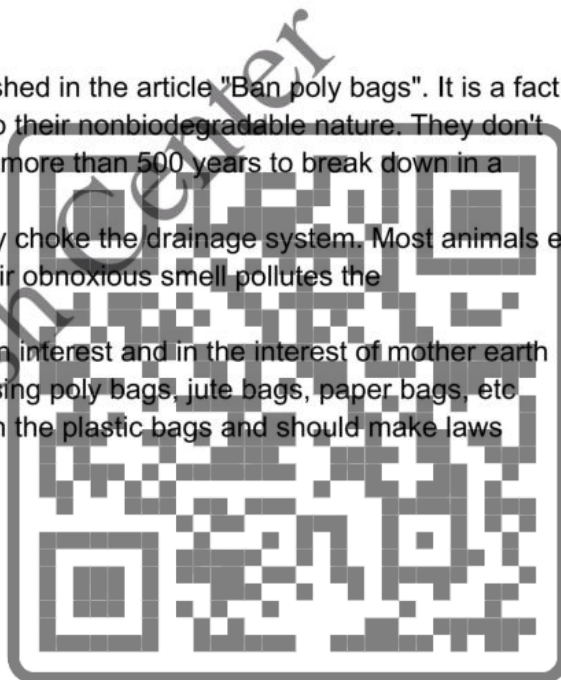 shed in the article "Ban poly bags". It is a fact
o their nonbiodegradable nature. They don't
more than 500 years to break down in a
y choke the drainage system. Most animals e
ir obnoxious smell pollutes the
n interest and in the interest of mother earth
sing poly bags, jute bags, paper bags, etc
n the plastic bags and should make laws
sh Center